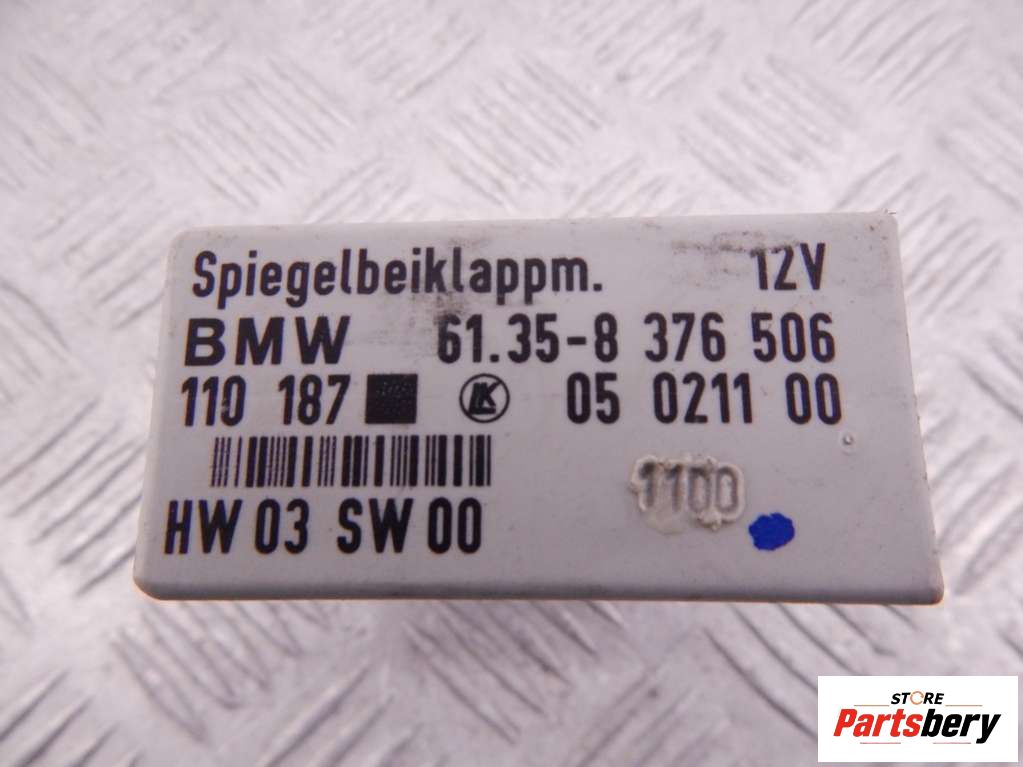 Spiegelbeiklappm. 12V
BMW 61.35-8 376 506
110 187 LK 05 0211 00
1100
HW 03 SW 00
STORE
Partsbery